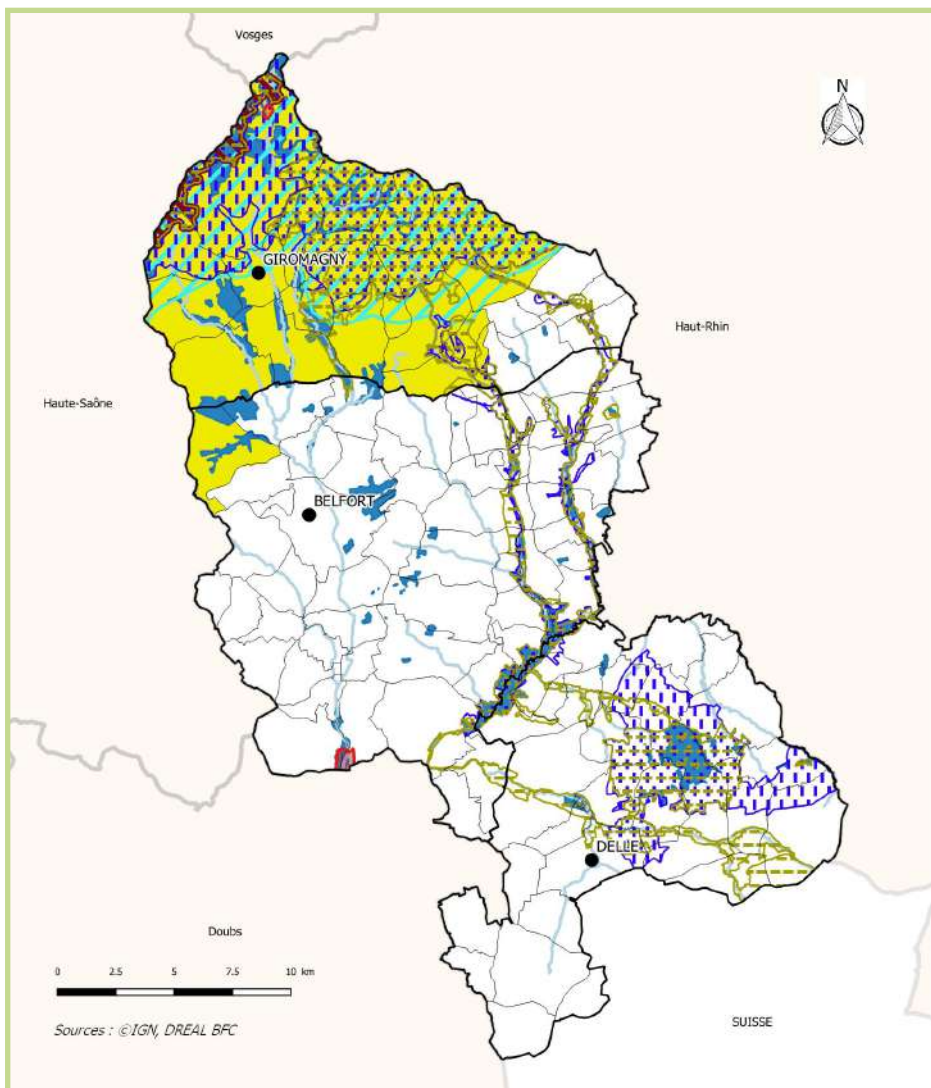 Vosges
N
GIROMAGNY
Haut-Rhin
Haute-Saône
BELFORT
DELLE
Doubs
0 2.5 5 7.5 10 km
Sources : ©IGN, DREAL BFC
SUISSE